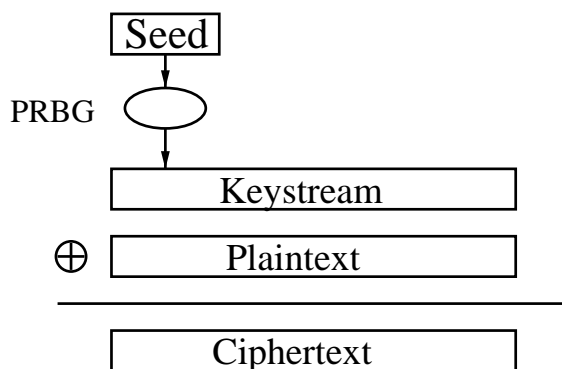 Seed
PRBG
Keystream
⊕ Plaintext
Ciphertext